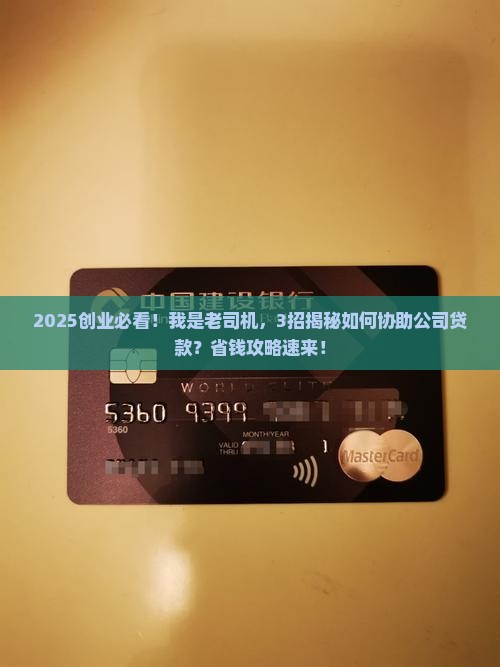 中国建设银行
2025创业必看！我是老司机，3招揭秘如何协助公司贷
款？省钱攻略速来！
WORLD ELITE
5360 9399
5360
MONTH/YEAR
VALID
THRU
MasterCard